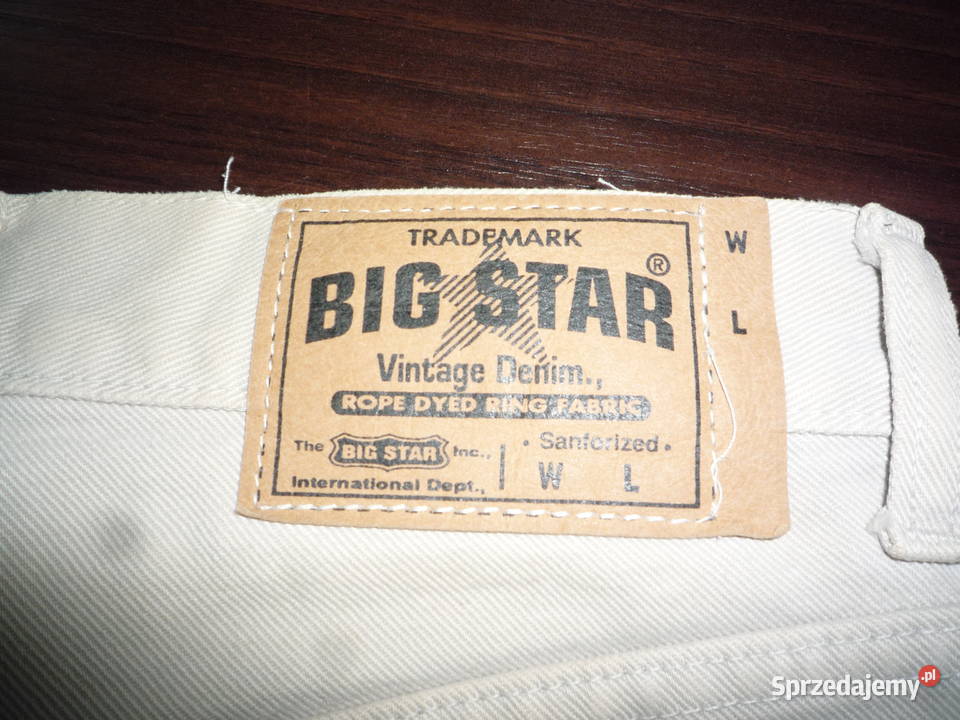 TRADEMARK
BIG STAR®
Vintage Denim.,
ROPE DYED RING FABRIC
The BIG STAR Inc.,
International Dept.,
• Sanforized •
W L
W
L
Sprzedajemy.pl